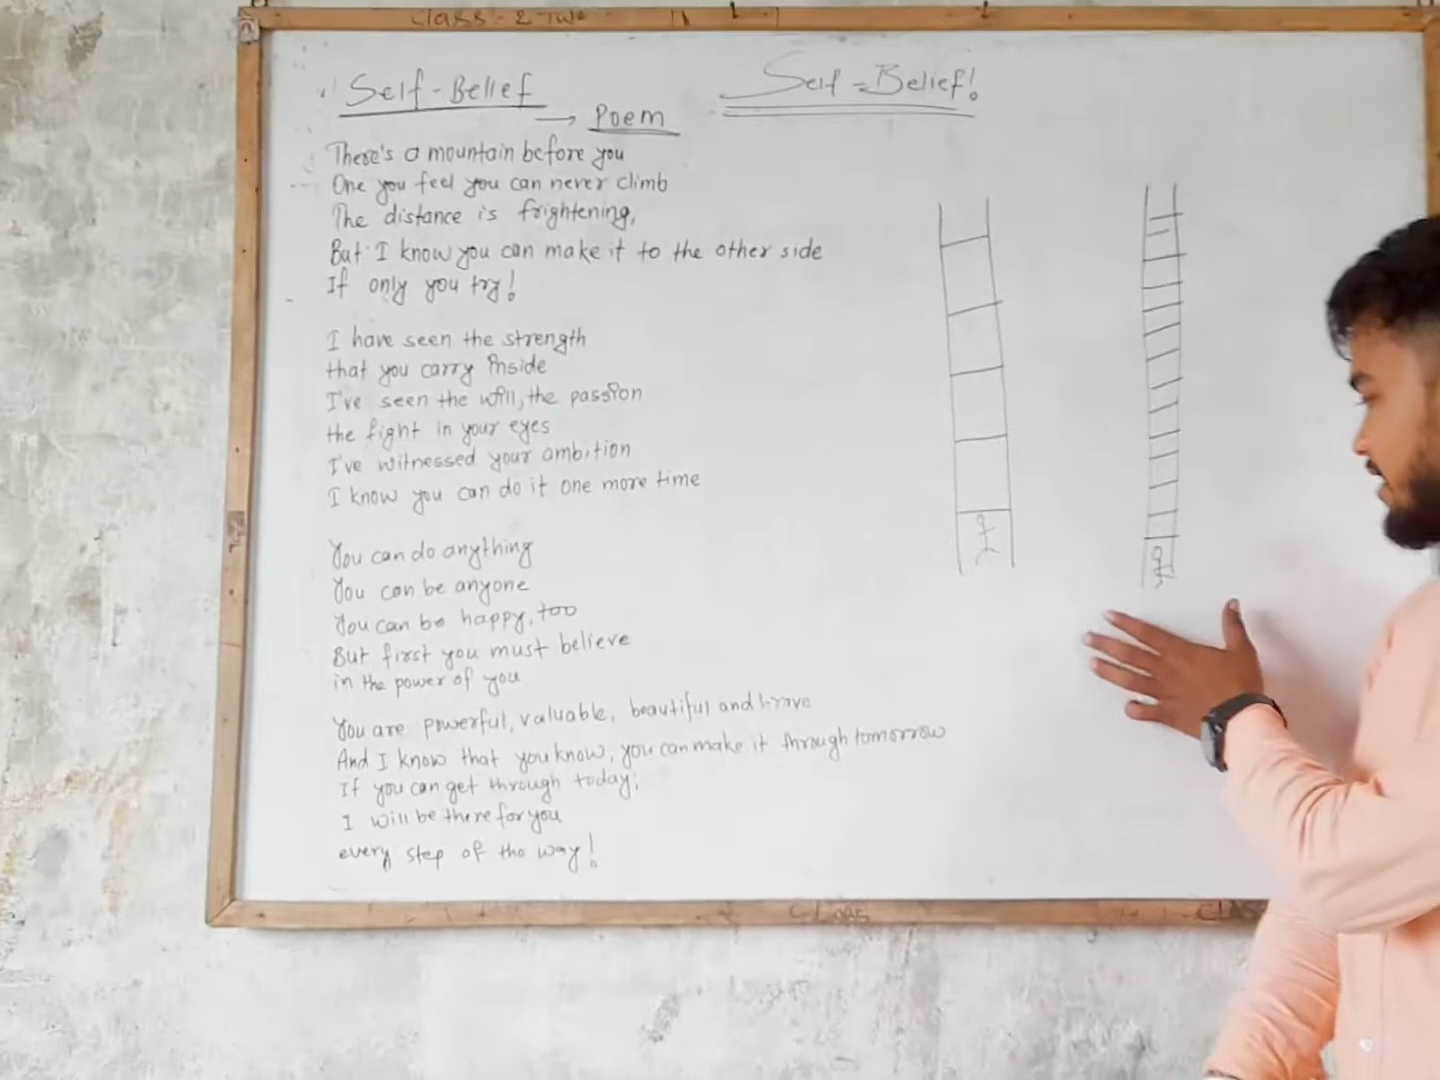 Class - 2 Two
Self-Belief
→ Poem
Self-Belief!
There's a mountain before you
One you feel you can never climb
The distance is frightening,
But I know you can make it to the other side
If only you try!
I have seen the strength
that you carry inside
I've seen the will, the passion
the fight in your eyes
I've witnessed your ambition
I know you can do it one more time
You can do anything
You can be anyone
You can be happy, too
But first you must believe
in the power of you
You are powerful, valuable, beautiful and brave
And I know that you know, you can make it through tomorrow
If you can get through today;
I will be there for you
every step of the way!
Class